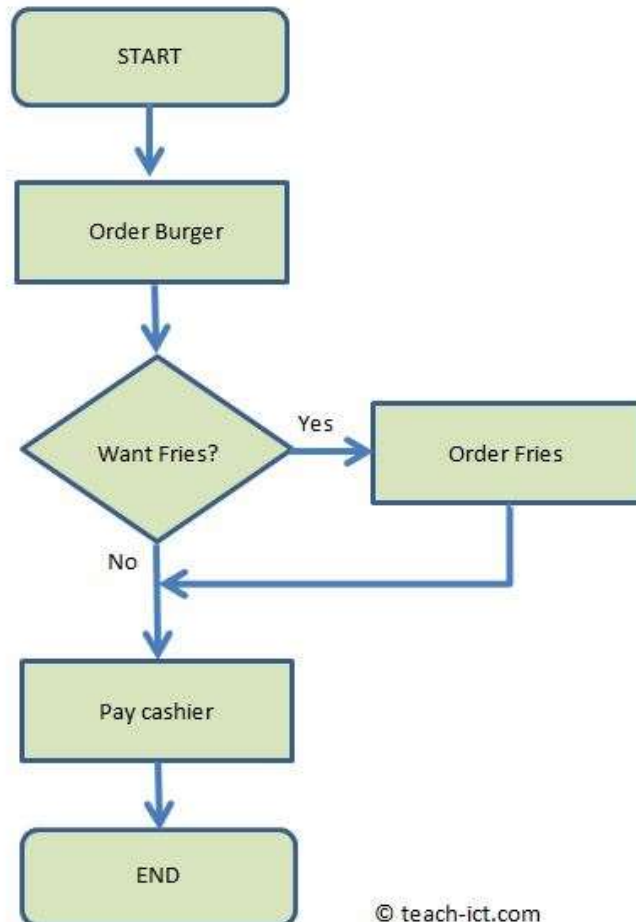 START
Order Burger
Want Fries?
Yes
Order Fries
No
Pay cashier
END
© teach-ict.com